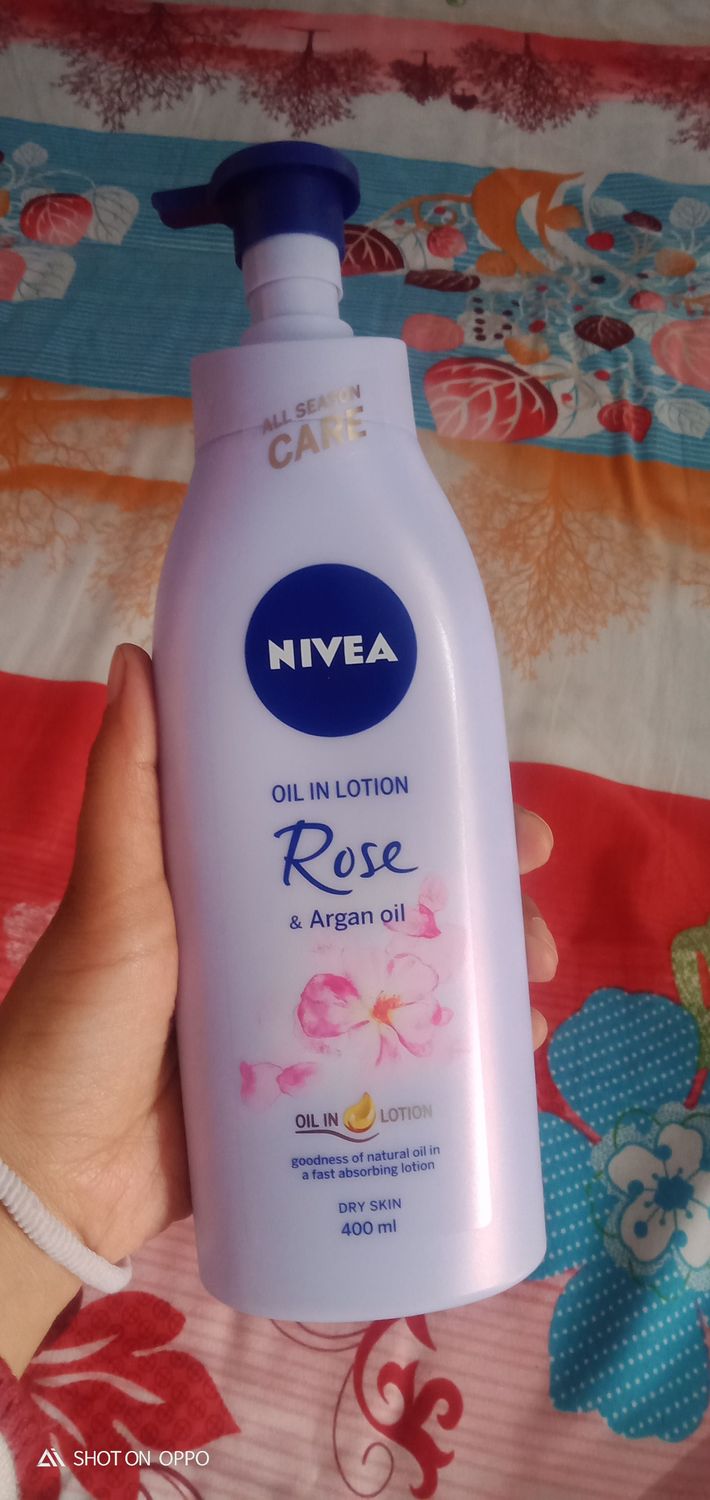 ALL SEASON
CARE
NIVEA
OIL IN LOTION
Rose
& Argan oil
OIL IN LOTION
goodness of natural oil in
a fast absorbing lotion
DRY SKIN
400 ml
SHOT ON OPPO